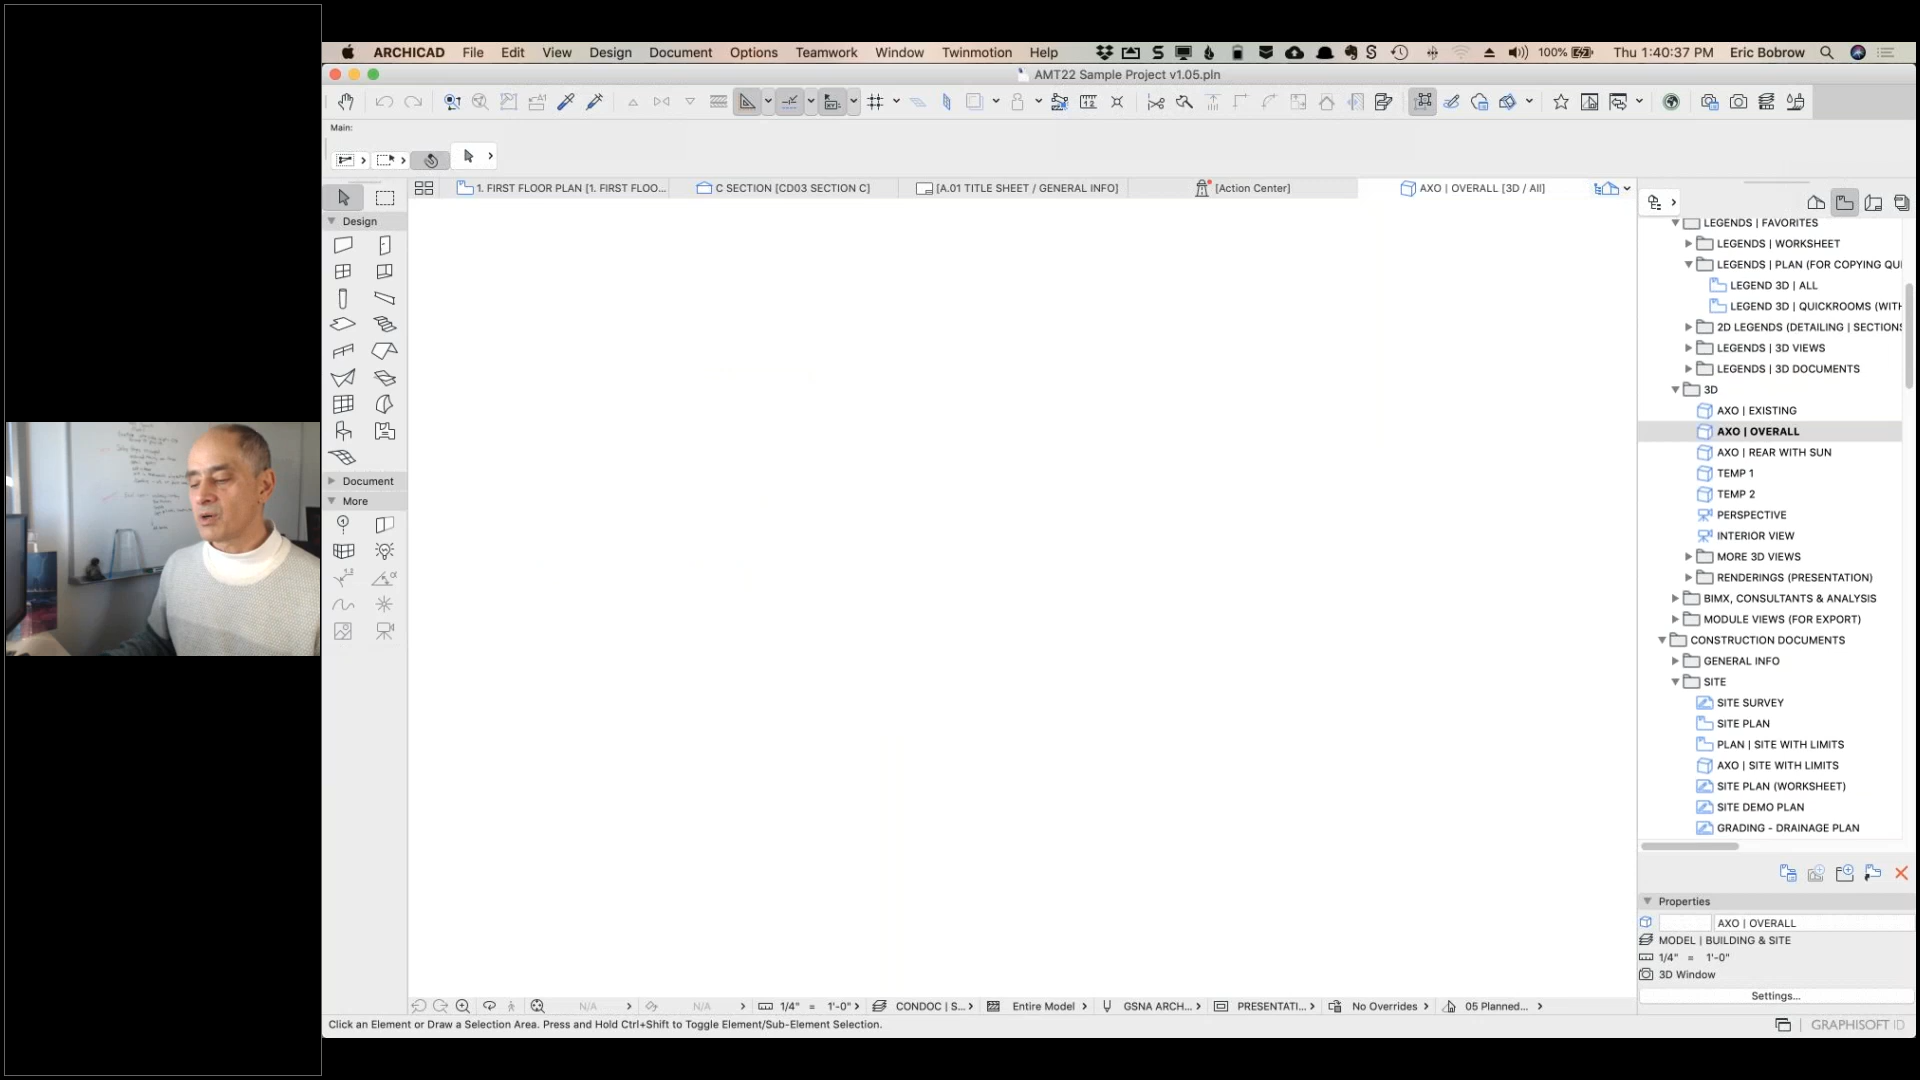 ARCHICAD File Edit View Design Document Options Teamwork Window Twinmotion Help 100% Thu 1:40:37 PM Eric Bobrow
AMT22 Sample Project v1.05.pln
Main:
1. FIRST FLOOR PLAN [1. FIRST FLOO... C SECTION [CD03 SECTION C] [A.01 TITLE SHEET / GENERAL INFO] [Action Center] AXO | OVERALL [3D / All]
Design
Document
More
LEGENDS | FAVORITES
LEGENDS | WORKSHEET
LEGENDS | PLAN (FOR COPYING QU
LEGEND 3D | ALL
LEGEND 3D | QUICKROOMS (WITH
2D LEGENDS (DETAILING | SECTIONS
LEGENDS | 3D VIEWS
LEGENDS | 3D DOCUMENTS
3D
AXO | EXISTING
AXO | OVERALL
AXO | REAR WITH SUN
TEMP 1
TEMP 2
PERSPECTIVE
INTERIOR VIEW
MORE 3D VIEWS
RENDERINGS (PRESENTATION)
BIMX, CONSULTANTS & ANALYSIS
MODULE VIEWS (FOR EXPORT)
CONSTRUCTION DOCUMENTS
GENERAL INFO
SITE
SITE SURVEY
SITE PLAN
PLAN | SITE WITH LIMITS
AXO | SITE WITH LIMITS
SITE PLAN (WORKSHEET)
SITE DEMO PLAN
GRADING - DRAINAGE PLAN
Properties
AXO | OVERALL
MODEL | BUILDING & SITE
1/4" = 1'-0"
3D Window
Settings...
N/A N/A 1/4" = 1'-0" CONDOC | S... Entire Model GSNA ARCH... PRESENTATI... No Overrides 05 Planned...
Click an Element or Draw a Selection Area. Press and Hold Ctrl+Shift to Toggle Element/Sub-Element Selection.
GRAPHISOFT ID